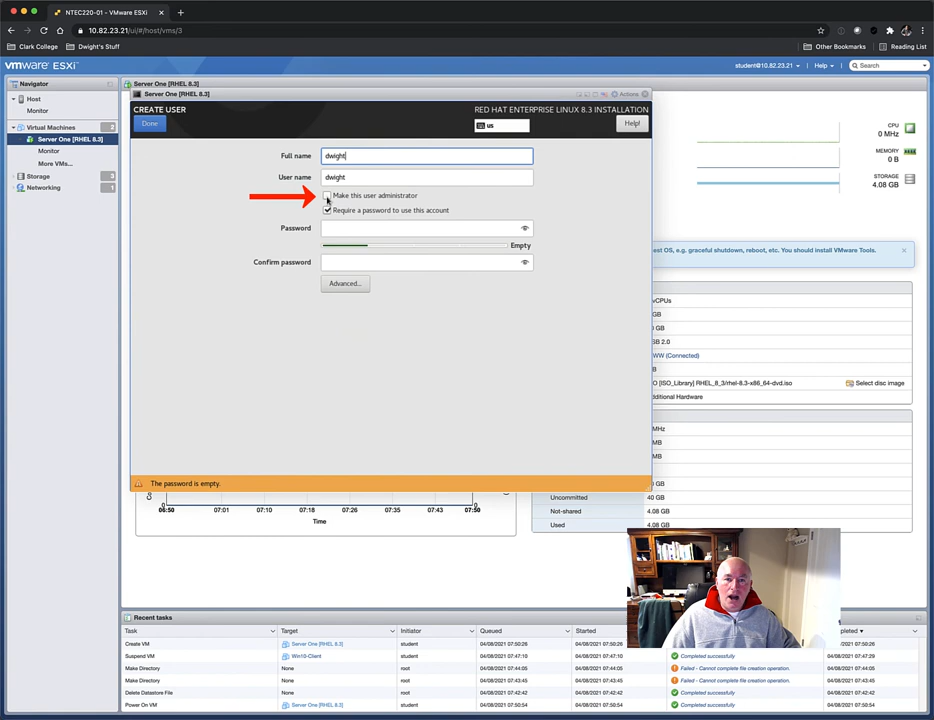 NTEC220-01 - VMware ESXi
10.82.23.21/ui/#/host/vms/3
Clark College
Dwight's Stuff
Other Bookmarks
Reading List
vmware ESXi
student@10.82.23.21
Help
Search
Navigator
Host
Monitor
Virtual Machines
2
Server One [RHEL 8.3]
Monitor
More VMs...
Storage
3
Networking
3
Server One [RHEL 8.3]
Server One [RHEL 8.3]
Actions
CREATE USER
RED HAT ENTERPRISE LINUX 8.3 INSTALLATION
Done
us
Help!
Full name
dwight
User name
dwight
Make this user administrator
Require a password to use this account
Password
Empty
Confirm password
Advanced...
The password is empty.
CPU
0 MHz
MEMORY
0 B
STORAGE
4.08 GB
est OS, e.g. graceful shutdown, reboot, etc. You should install VMware Tools.
vCPUs
GB
GB
SB 2.0
WW (Connected)
B
O [ISO_Library] RHEL_8_3/rhel-8.3-x86_64-dvd.iso
Select disc image
dditional Hardware
MHz
MB
MB
GB
Uncommitted
40 GB
Not-shared
4.08 GB
Used
4.08 GB
06:50 07:10 07:18 07:27 07:35 07:43 07:50
Time
Recent tasks
Task Target Initiator Queued Started pleted
Create VM Server One [RHEL 8.3] student 04/08/2021 07:50:26 04/08/2021 07:50:26 Completed successfully 04/08/2021 07:50:26
Suspend VM Win10-Client student 04/08/2021 07:47:10 04/08/2021 07:47:10 Completed successfully 04/08/2021 07:47:29
Make Directory None root 04/08/2021 07:44:05 04/08/2021 07:44:05 Failed - Cannot complete file creation operation. 04/08/2021 07:44:05
Make Directory None root 04/08/2021 07:43:45 04/08/2021 07:43:45 Failed - Cannot complete file creation operation. 04/08/2021 07:43:45
Delete Datastore File None root 04/08/2021 07:42:42 04/08/2021 07:42:42 Completed successfully 04/08/2021 07:42:42
Power On VM Server One [RHEL 8.3] student 04/08/2021 07:50:54 04/08/2021 07:50:54 Completed successfully 04/08/2021 07:50:54